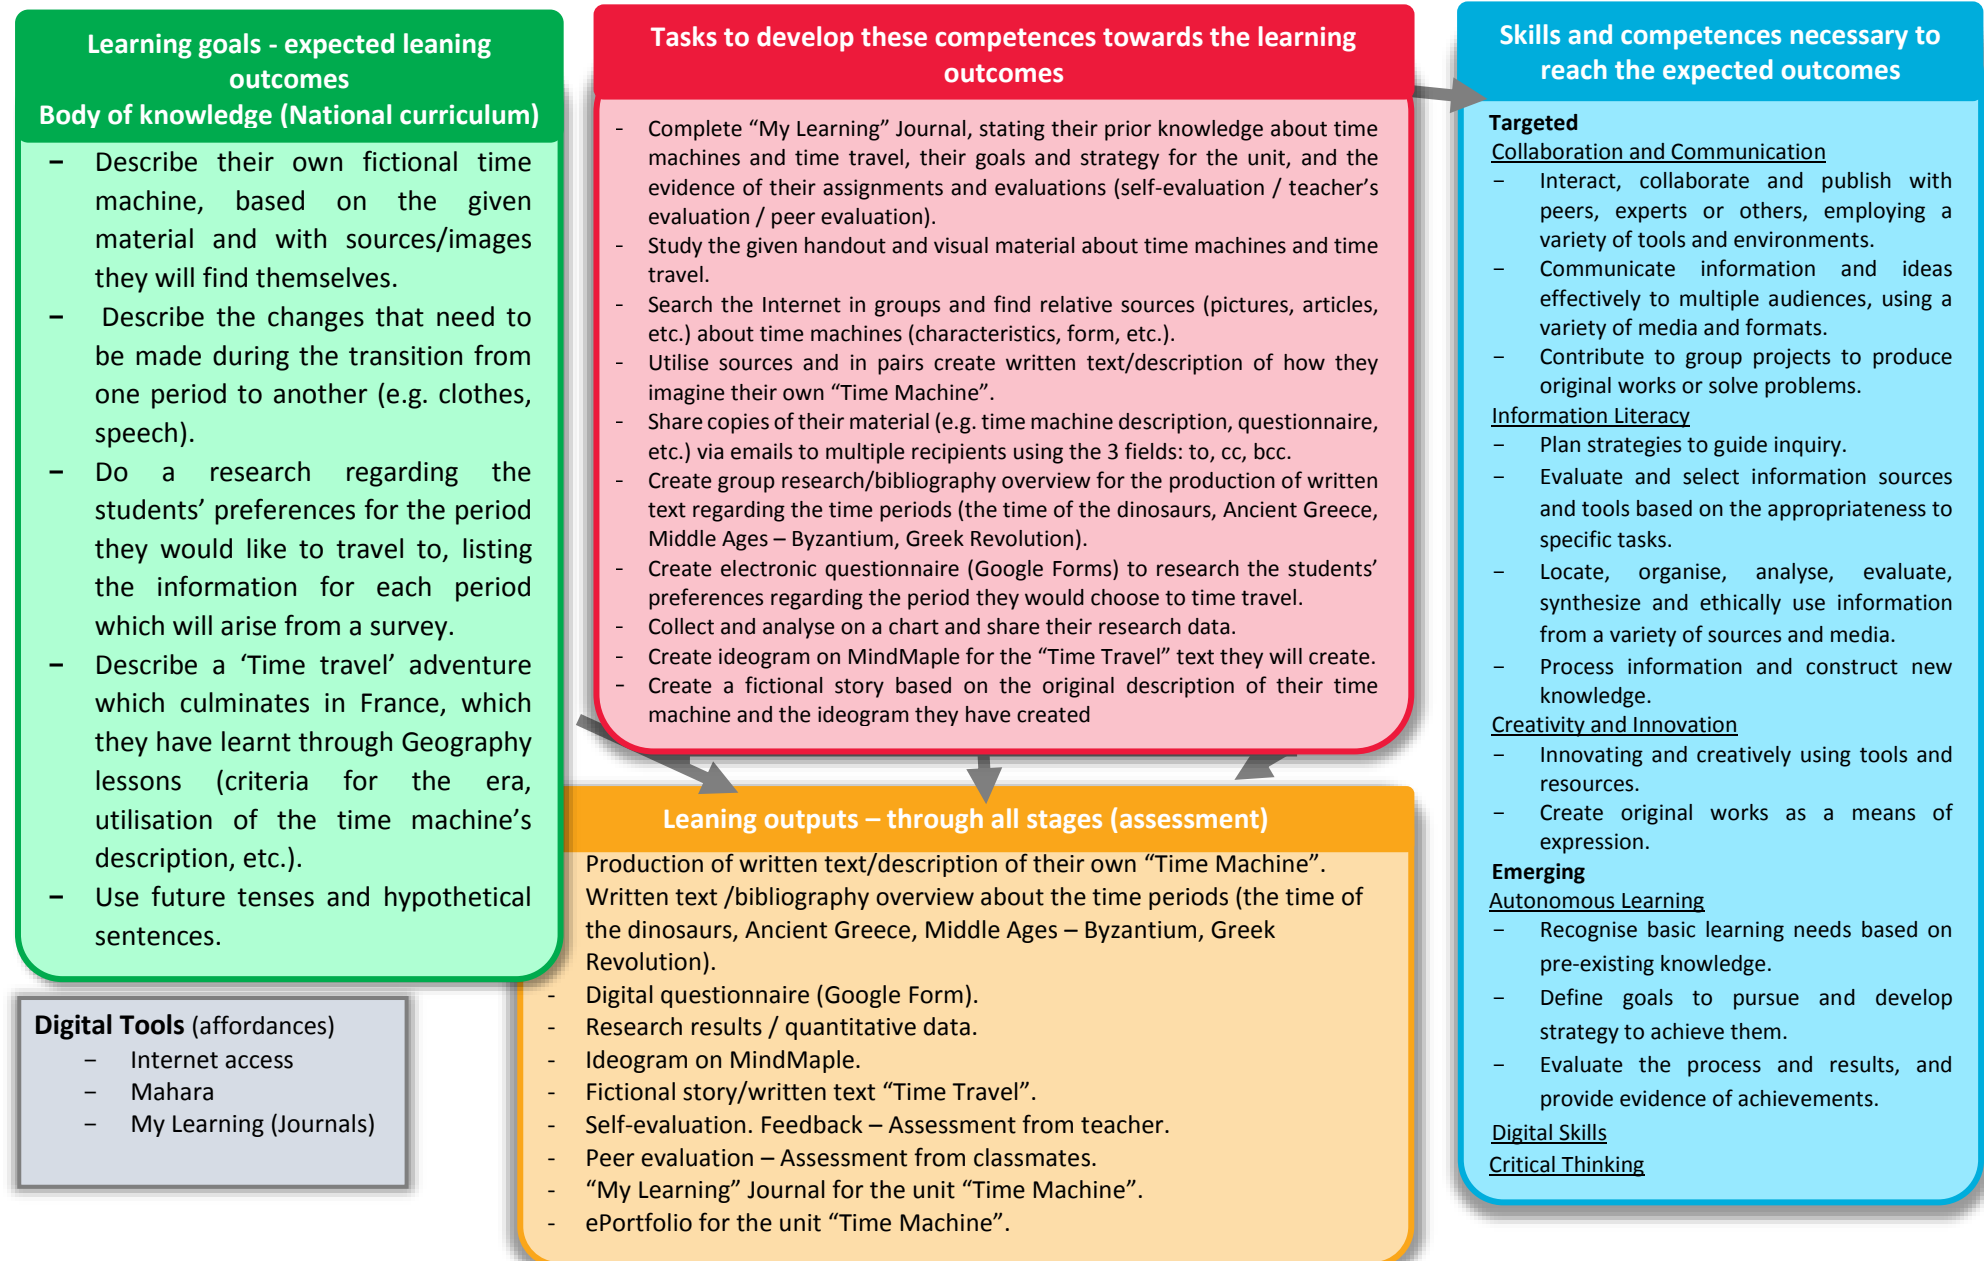 Learning goals - expected leaning
outcomes
Body of knowledge (National curriculum)
– Describe their own fictional time
machine, based on the given
material and with sources/images
they will find themselves.
– Describe the changes that need to
be made during the transition from
one period to another (e.g. clothes,
speech).
– Do a research regarding the
students’ preferences for the period
they would like to travel to, listing
the information for each period
which will arise from a survey.
– Describe a ‘Time travel’ adventure
which culminates in France, which
they have learnt through Geography
lessons (criteria for the era,
utilisation of the time machine’s
description, etc.).
– Use future tenses and hypothetical
sentences.
Digital Tools (affordances)
– Internet access
– Mahara
– My Learning (Journals)
Tasks to develop these competences towards the learning
outcomes
- Complete “My Learning” Journal, stating their prior knowledge about time
machines and time travel, their goals and strategy for the unit, and the
evidence of their assignments and evaluations (self-evaluation / teacher’s
evaluation / peer evaluation).
- Study the given handout and visual material about time machines and time
travel.
- Search the Internet in groups and find relative sources (pictures, articles,
etc.) about time machines (characteristics, form, etc.).
- Utilise sources and in pairs create written text/description of how they
imagine their own “Time Machine”.
- Share copies of their material (e.g. time machine description, questionnaire,
etc.) via emails to multiple recipients using the 3 fields: to, cc, bcc.
- Create group research/bibliography overview for the production of written
text regarding the time periods (the time of the dinosaurs, Ancient Greece,
Middle Ages – Byzantium, Greek Revolution).
- Create electronic questionnaire (Google Forms) to research the students’
preferences regarding the period they would choose to time travel.
- Collect and analyse on a chart and share their research data.
- Create ideogram on MindMaple for the “Time Travel” text they will create.
- Create a fictional story based on the original description of their time
machine and the ideogram they have created
Leaning outputs – through all stages (assessment)
Production of written text/description of their own “Time Machine”.
Written text /bibliography overview about the time periods (the time of
the dinosaurs, Ancient Greece, Middle Ages – Byzantium, Greek
Revolution).
- Digital questionnaire (Google Form).
- Research results / quantitative data.
- Ideogram on MindMaple.
- Fictional story/written text “Time Travel”.
- Self-evaluation. Feedback – Assessment from teacher.
- Peer evaluation – Assessment from classmates.
- “My Learning” Journal for the unit “Time Machine”.
- ePortfolio for the unit “Time Machine”.
Skills and competences necessary to
reach the expected outcomes
Targeted
Collaboration and Communication
– Interact, collaborate and publish with
peers, experts or others, employing a
variety of tools and environments.
– Communicate information and ideas
effectively to multiple audiences, using a
variety of media and formats.
– Contribute to group projects to produce
original works or solve problems.
Information Literacy
– Plan strategies to guide inquiry.
– Evaluate and select information sources
and tools based on the appropriateness to
specific tasks.
– Locate, organise, analyse, evaluate,
synthesize and ethically use information
from a variety of sources and media.
– Process information and construct new
knowledge.
Creativity and Innovation
– Innovating and creatively using tools and
resources.
– Create original works as a means of
expression.
Emerging
Autonomous Learning
– Recognise basic learning needs based on
pre-existing knowledge.
– Define goals to pursue and develop
strategy to achieve them.
– Evaluate the process and results, and
provide evidence of achievements.
Digital Skills
Critical Thinking